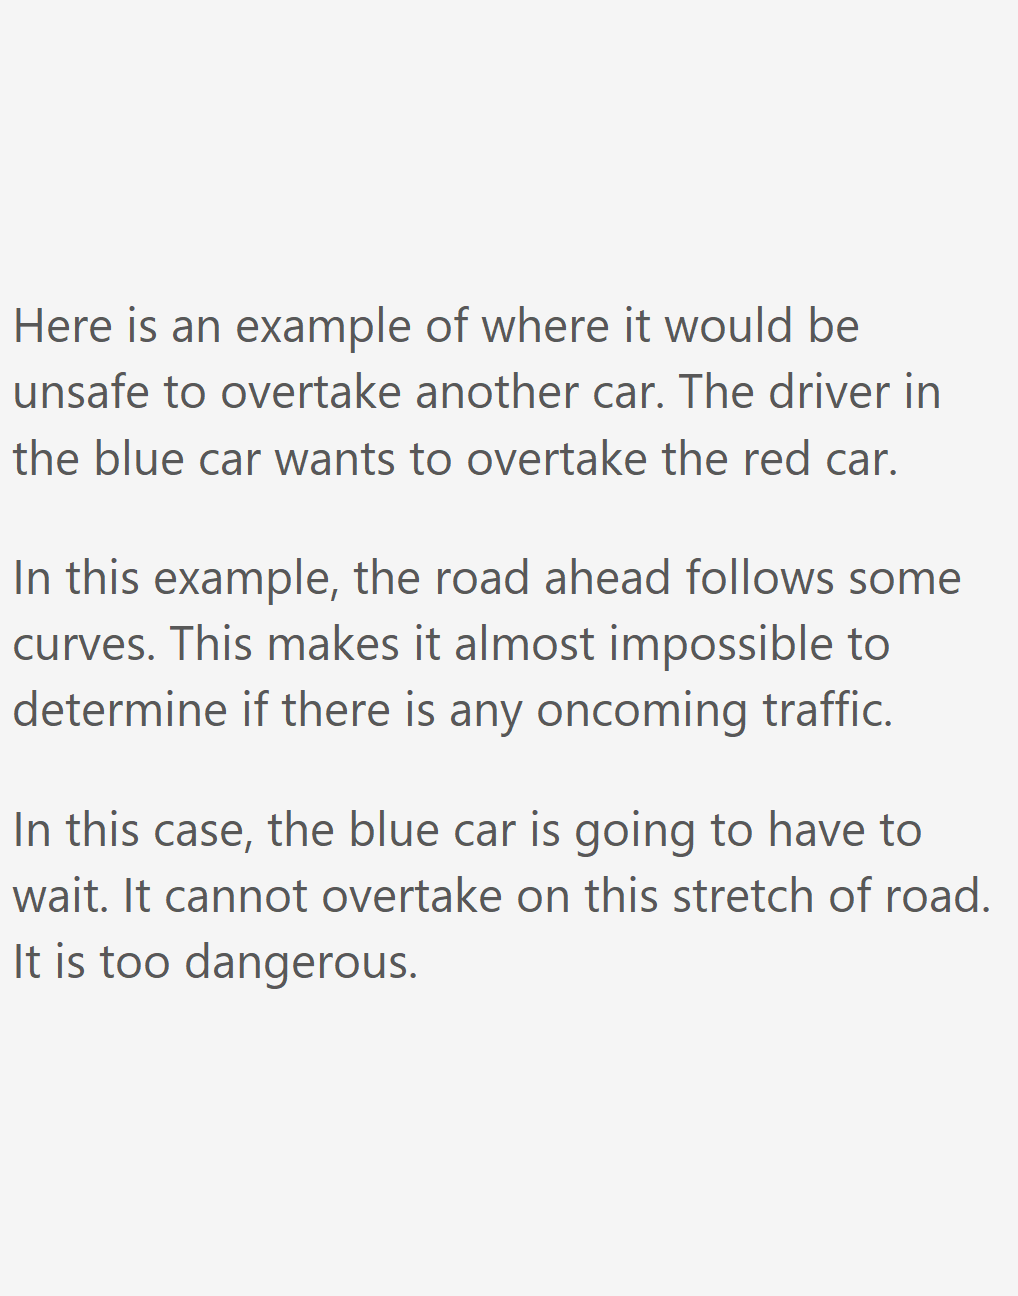 Here is an example of where it would be
unsafe to overtake another car. The driver in
the blue car wants to overtake the red car.
In this example, the road ahead follows some
curves. This makes it almost impossible to
determine if there is any oncoming traffic.
In this case, the blue car is going to have to
wait. It cannot overtake on this stretch of road.
It is too dangerous.